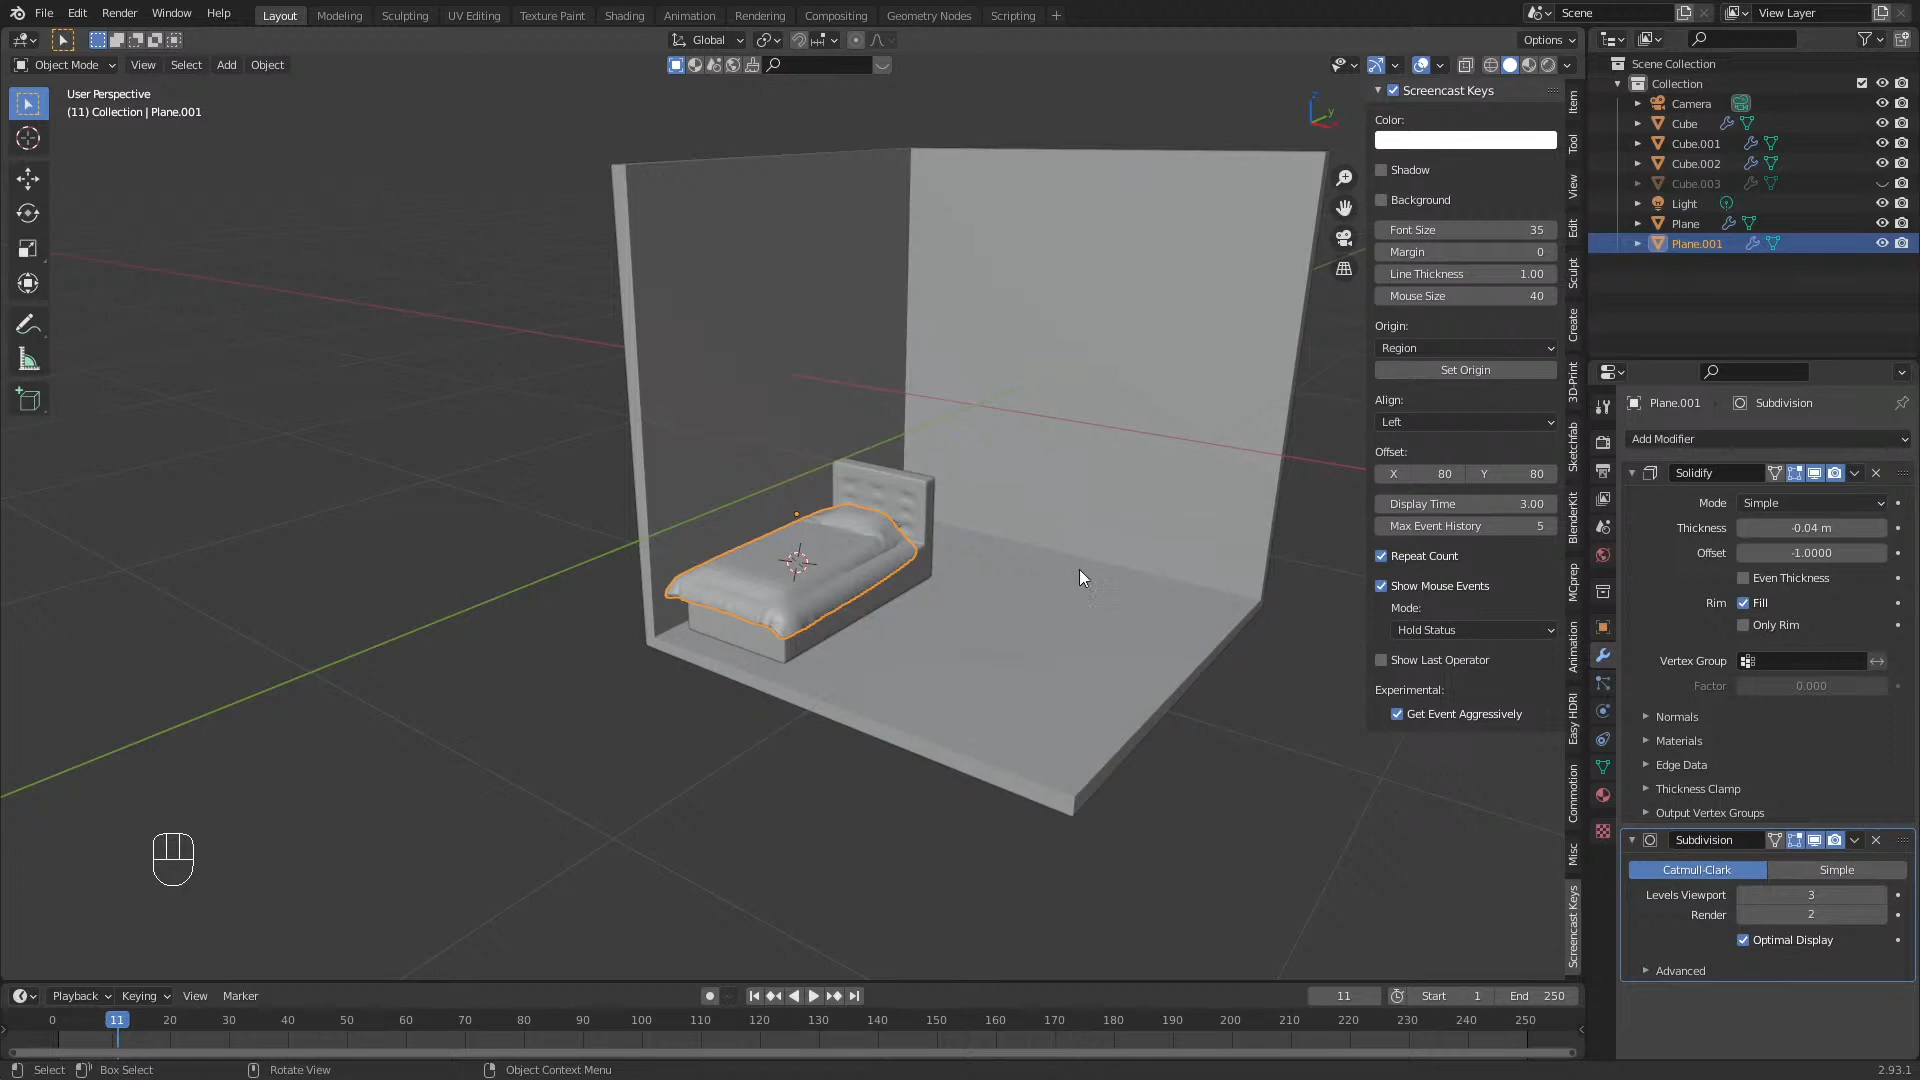 File Edit Render Window Help Layout Modeling Sculpting UV Editing Texture Paint Shading Animation Rendering Compositing Geometry Nodes Scripting + Scene View Layer
Global Options
Object Mode View Select Add Object
User Perspective
(11) Collection | Plane.001
Z
Y
Screencast Keys
Color:
Shadow
Background
Font Size 35
Margin 0
Line Thickness 1.00
Mouse Size 40
Origin:
Region
Set Origin
Align:
Left
Offset:
X 80 Y 80
Display Time 3.00
Max Event History 5
Repeat Count
Show Mouse Events
Mode:
Hold Status
Show Last Operator
Experimental:
Get Event Aggressively
Item
Tool
View
Edit
Sculpt
Create
3D-Print
Sketchfab
BlenderKit
MCprep
Animation
Easy HDRI
Commotion
Misc
Screencast Keys
Scene Collection
Collection
Camera
Cube
Cube.001
Cube.002
Cube.003
Light
Plane
Plane.001
Plane.001 Subdivision
Add Modifier
Solidify
Mode Simple
Thickness -0.04 m
Offset -1.0000
Even Thickness
Rim Fill
Only Rim
Vertex Group
Factor 0.000
Normals
Materials
Edge Data
Thickness Clamp
Output Vertex Groups
Subdivision
Catmull-Clark Simple
Levels Viewport 3
Render 2
Optimal Display
Advanced
Playback Keying View Marker 11 Start 1 End 250
0 11 20 30 40 50 60 70 80 90 100 110 120 130 140 150 160 170 180 190 200 210 220 230 240 250
Select Box Select Rotate View Object Context Menu 2.93.1